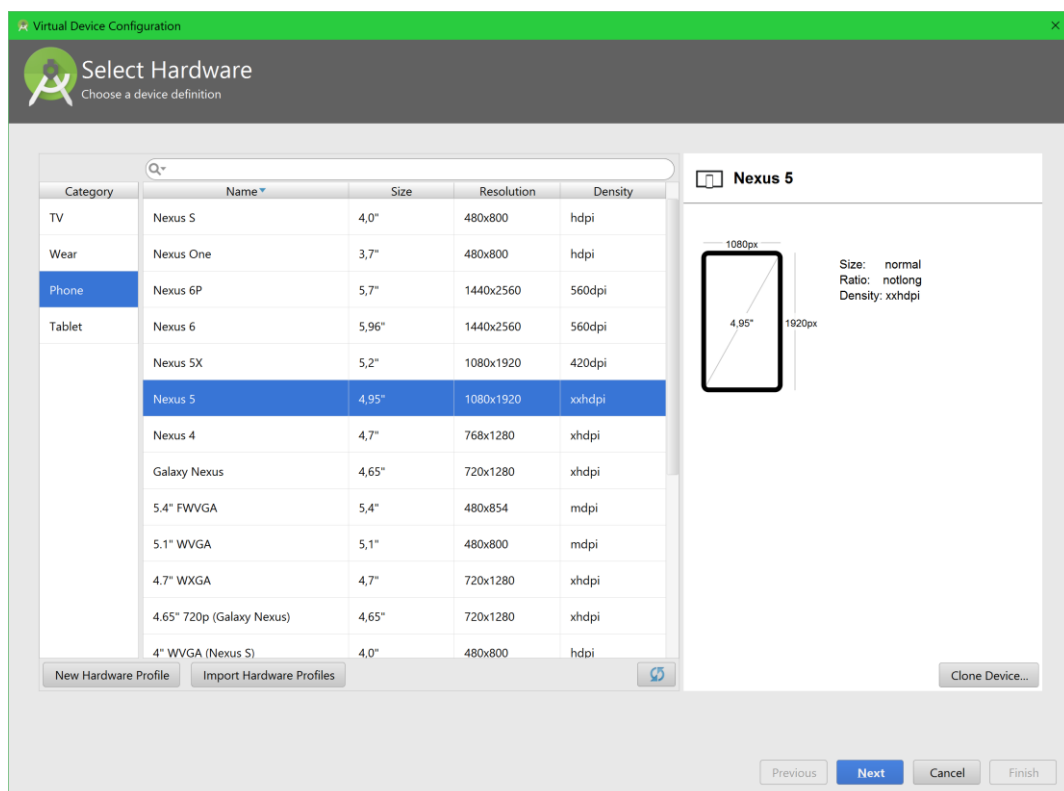 Virtual Device Configuration
Select Hardware
Choose a device definition
Category Name Size Resolution Density
TV
Wear
Phone
Tablet
Nexus S 4,0" 480x800 hdpi
Nexus One 3,7" 480x800 hdpi
Nexus 6P 5,7" 1440x2560 560dpi
Nexus 6 5,96" 1440x2560 560dpi
Nexus 5X 5,2" 1080x1920 420dpi
Nexus 5 4,95" 1080x1920 xxhdpi
Nexus 4 4,7" 768x1280 xhdpi
Galaxy Nexus 4,65" 720x1280 xhdpi
5.4" FWVGA 5,4" 480x854 mdpi
5.1" WVGA 5,1" 480x800 mdpi
4.7" WXGA 4,7" 720x1280 xhdpi
4.65" 720p (Galaxy Nexus) 4,65" 720x1280 xhdpi
4" WVGA (Nexus S) 4,0" 480x800 hdpi
New Hardware Profile Import Hardware Profiles
Nexus 5
1080px
4,95" 1920px
Size: normal
Ratio: notlong
Density: xxhdpi
Clone Device...
Previous Next Cancel Finish